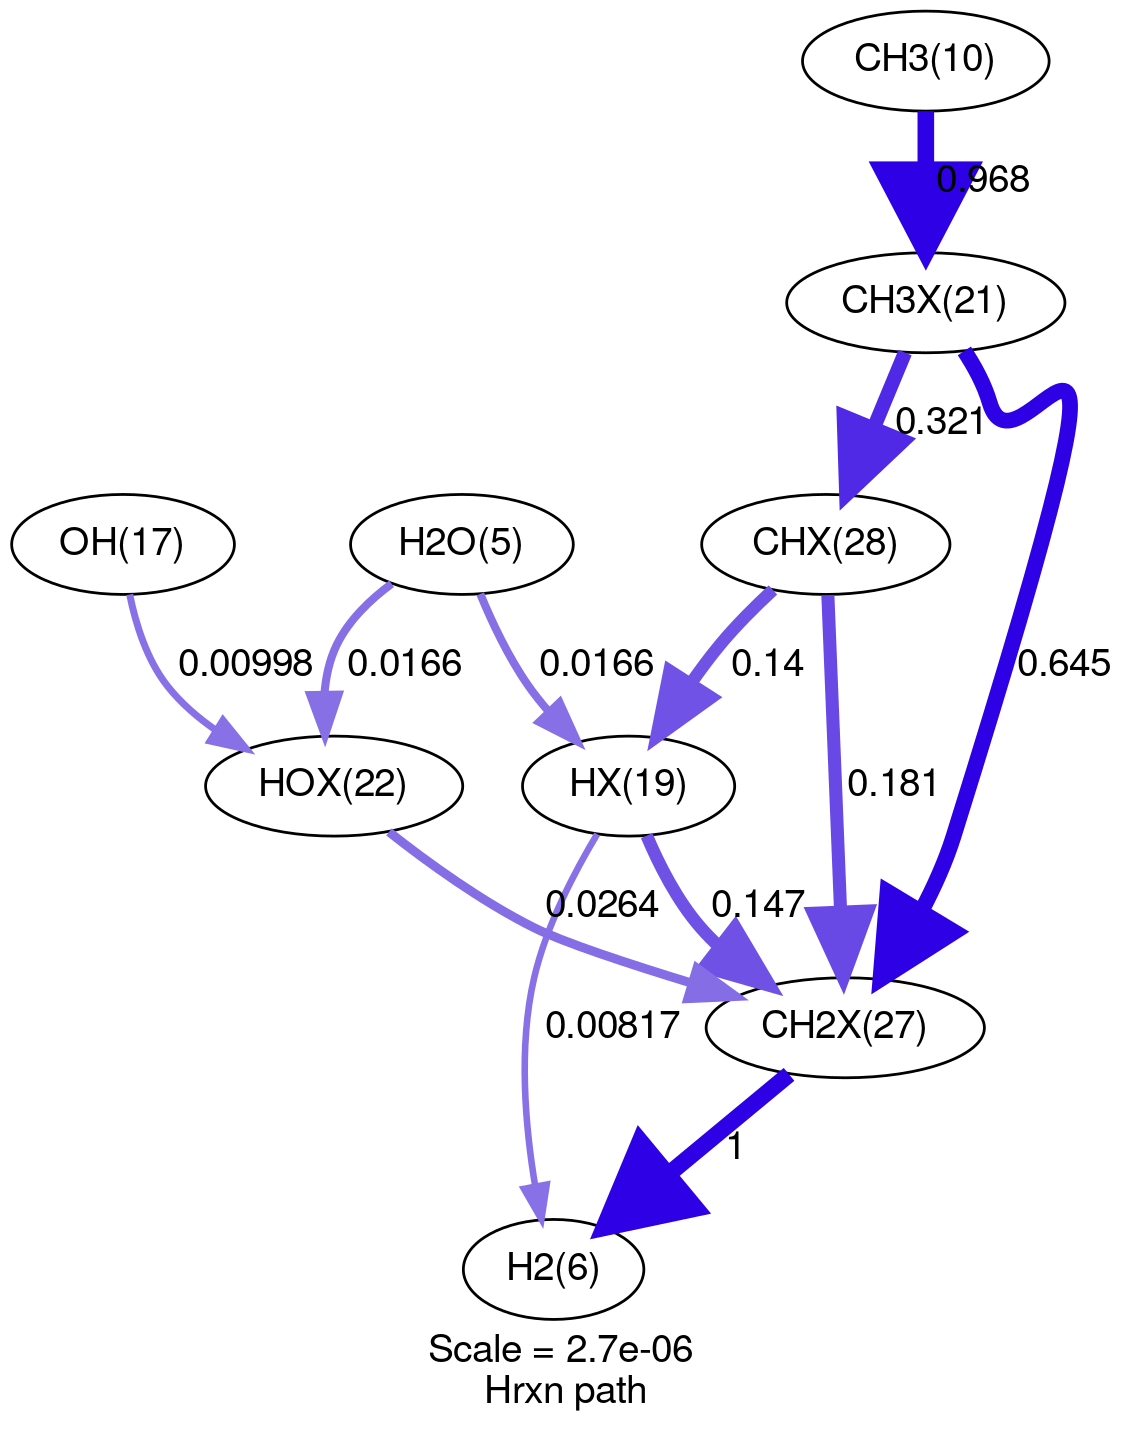 CH3(10)
0.968
CH3X(21)
0.321
OH(17)
H2O(5)
CHX(28)
0.00998
0.0166
0.0166
0.14
0.645
HOX(22)
HX(19)
0.181
0.0264
0.147
0.00817
CH2X(27)
1
H2(6)
Scale = 2.7e-06
Hrxn path